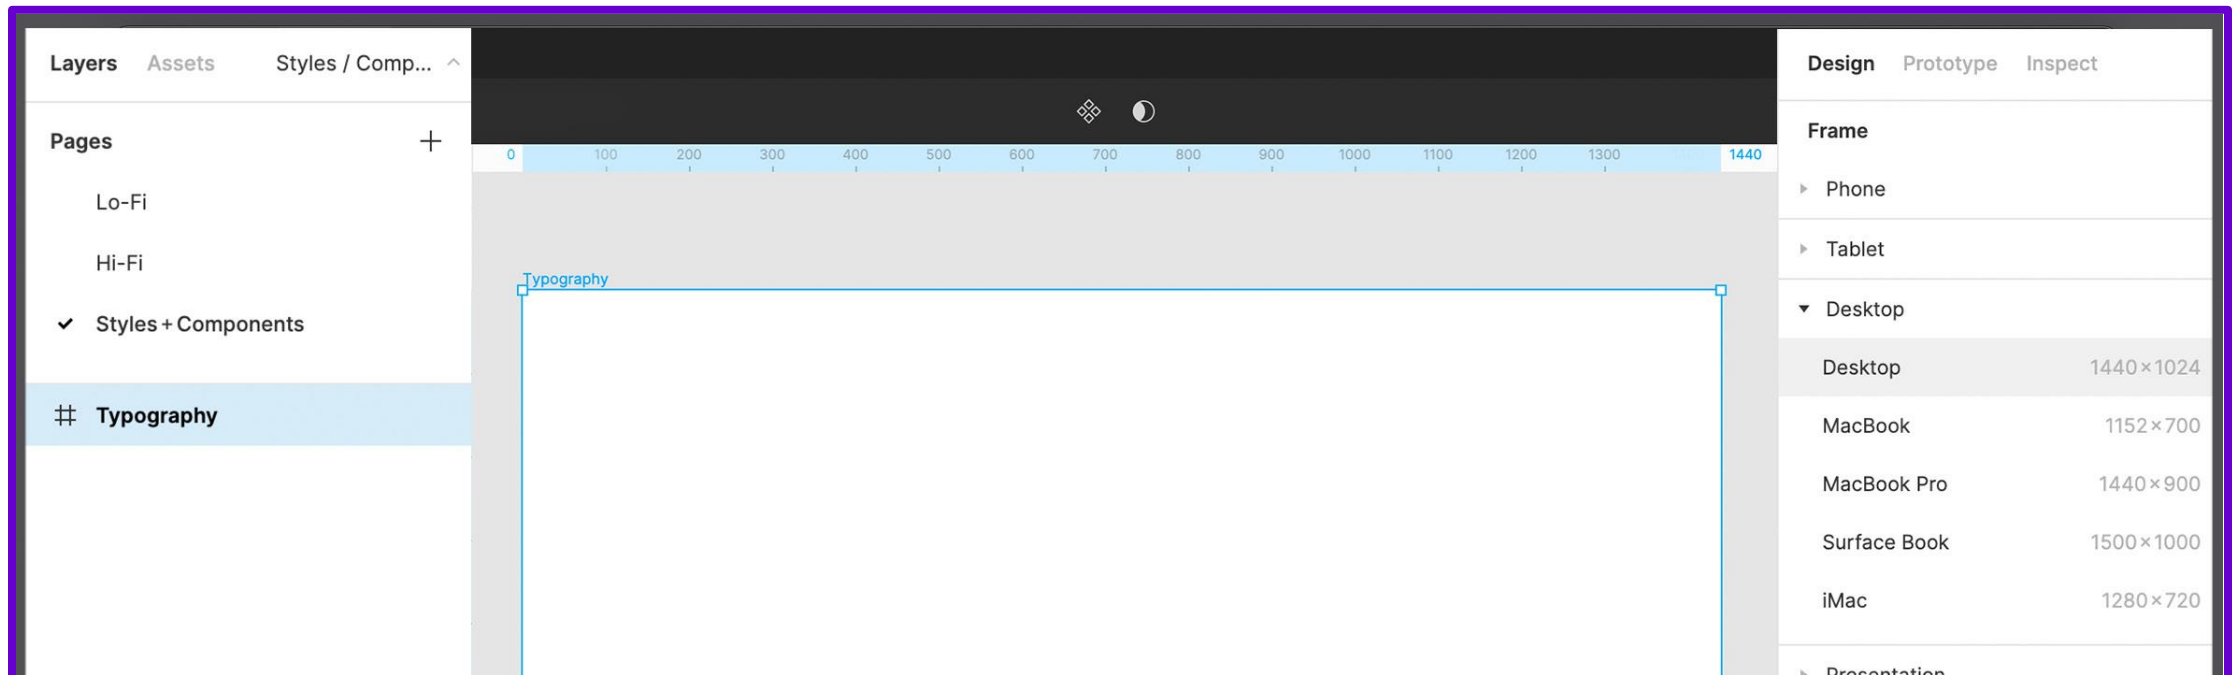 Layers Assets Styles / Comp...
Pages
Lo-Fi
Hi-Fi
Styles + Components
Typography
0 100 200 300 400 500 600 700 800 900 1000 1100 1200 1300 1440
Typography
Design Prototype Inspect
Frame
Phone
Tablet
Desktop
Desktop 1440×1024
MacBook 1152×700
MacBook Pro 1440×900
Surface Book 1500×1000
iMac 1280×720
Presentation